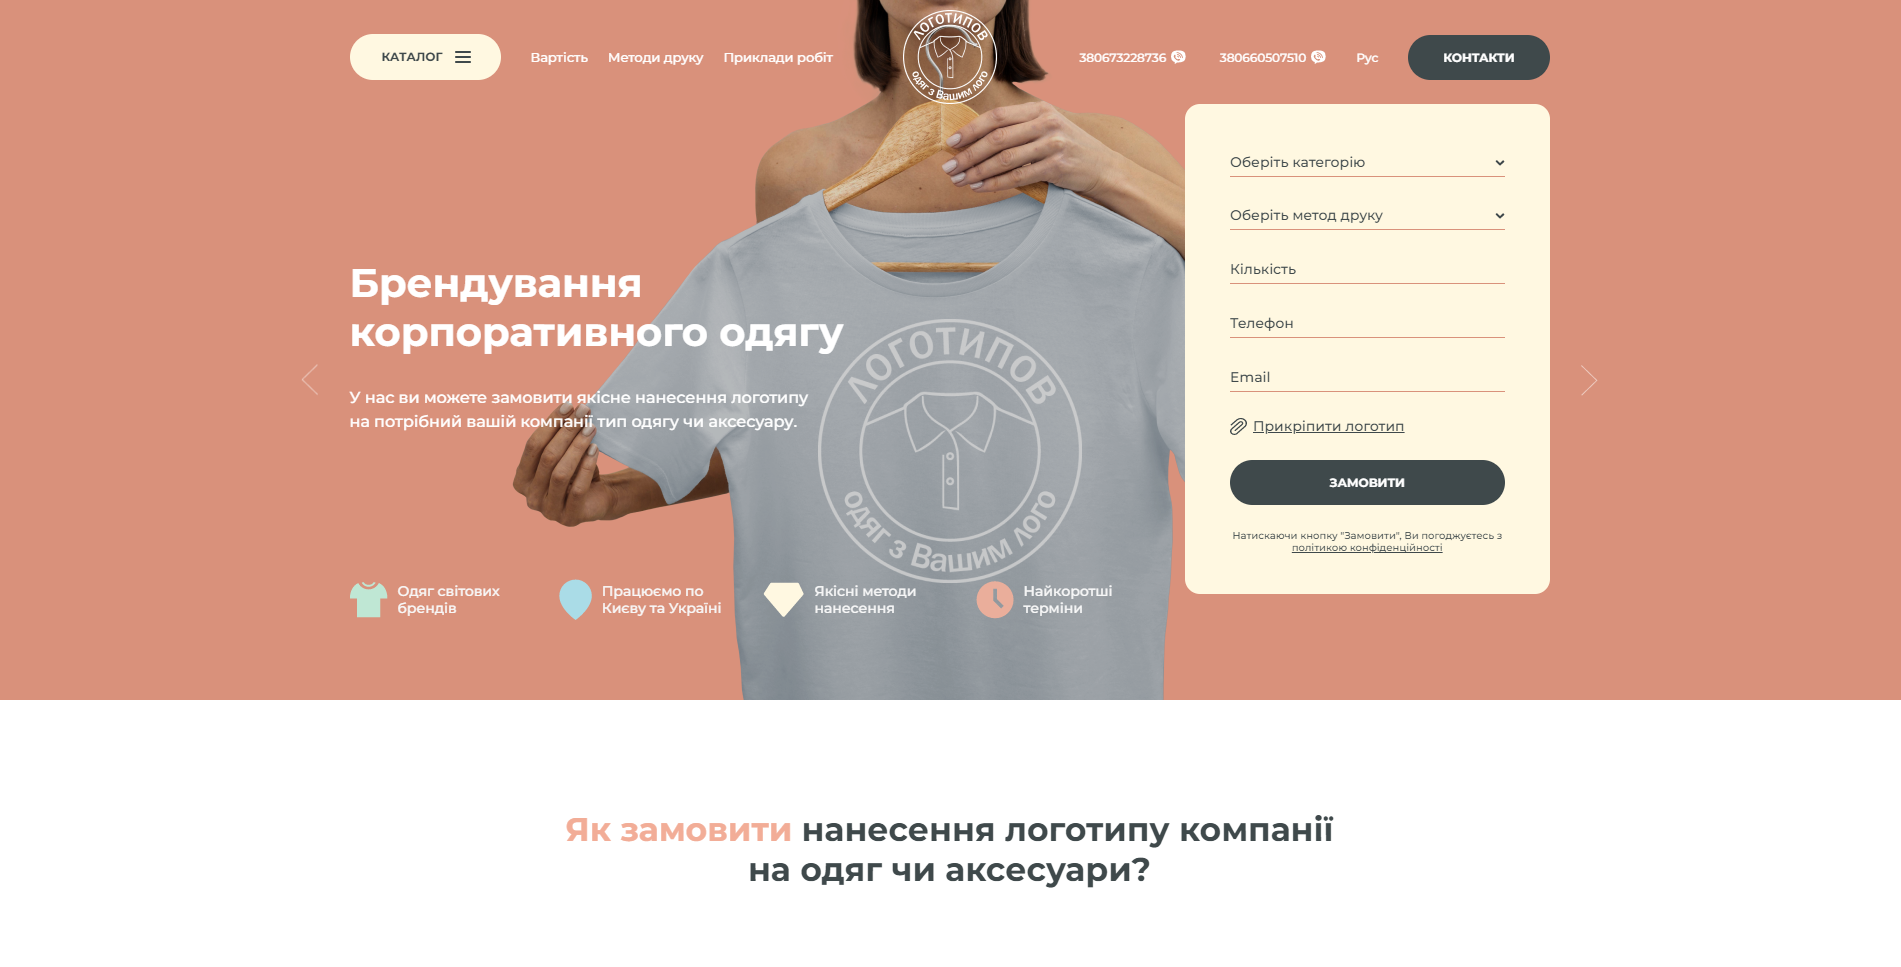 КАТАЛОГ
Вартість
Методи друку
Приклади робіт
ЛОГОТИПОВ
одяг з Вашим лого
380673228736
380660507510
Рус
КОНТАКТИ
Брендування
корпоративного одягу
У нас ви можете замовити якісне нанесення логотипу
на потрібний вашій компанії тип одягу чи аксесуару.
ЛОГОТИПОВ
одяг з Вашим лого
Одяг світових
брендів
Працюємо по
Києву та Україні
Якісні методи
нанесення
Найкоротші
терміни
Оберіть категорію
Оберіть метод друку
Кількість
Телефон
Email
Прикріпити логотип
ЗАМОВИТИ
Натискаючи кнопку "Замовити", Ви погоджуєтесь з
політикою конфіденційності
Як замовити нанесення логотипу компанії
на одяг чи аксесуари?